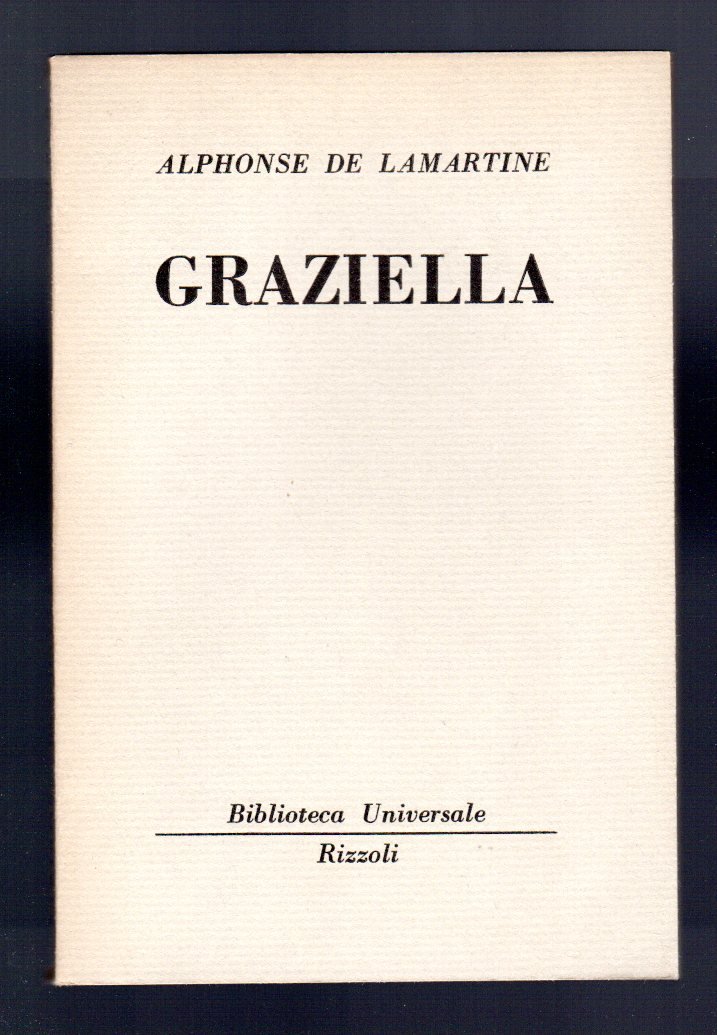 ALPHONSE DE LAMARTINE
GRAZIELLA
Biblioteca Universale
Rizzoli